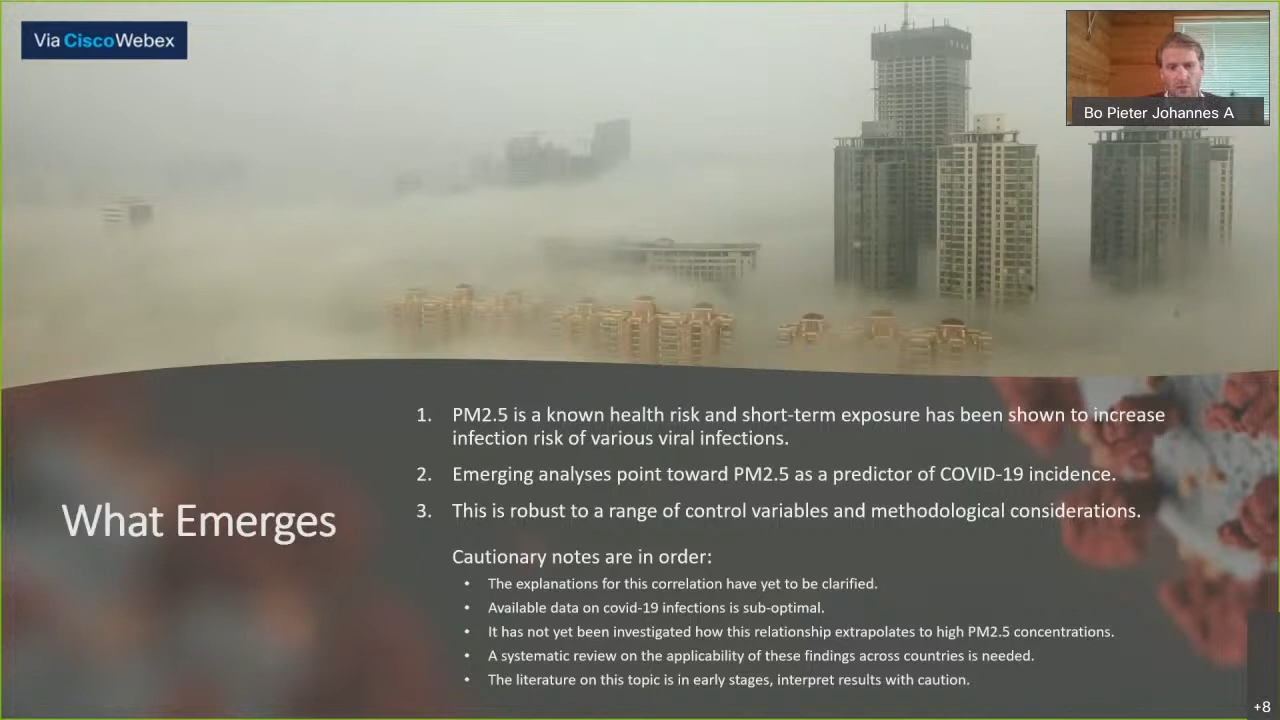 Via CiscoWebex
Bo Pieter Johannes A
What Emerges
1. PM2.5 is a known health risk and short-term exposure has been shown to increase
infection risk of various viral infections.
2. Emerging analyses point toward PM2.5 as a predictor of COVID-19 incidence.
3. This is robust to a range of control variables and methodological considerations.
Cautionary notes are in order:
• The explanations for this correlation have yet to be clarified.
• Available data on covid-19 infections is sub-optimal.
• It has not yet been investigated how this relationship extrapolates to high PM2.5 concentrations.
• A systematic review on the applicability of these findings across countries is needed.
• The literature on this topic is in early stages, interpret results with caution.
+8